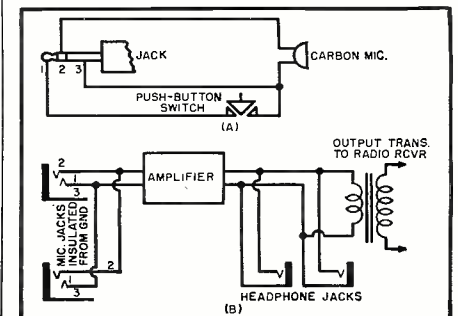 1 2 3
JACK
CARBON MIC.
PUSH-BUTTON
SWITCH
(A)
OUTPUT TRANS.
TO RADIO RCVR
2
1
3
AMPLIFIER
MIC. JACKS
INSULATED
FROM GND
2
1
3
HEADPHONE JACKS
(B)